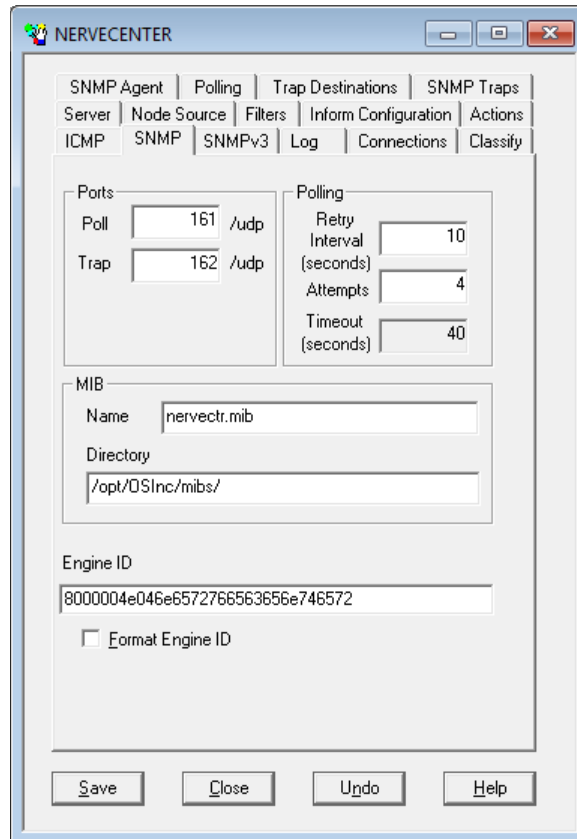 NERVECENTER
SNMP Agent Polling Trap Destinations SNMP Traps
Server Node Source Filters Inform Configuration Actions
ICMP SNMP SNMPv3 Log Connections Classify
Ports
Poll 161 /udp
Trap 162 /udp
Polling
Retry
Interval
(seconds)
10
Attempts 4
Timeout
(seconds)
40
MIB
Name nervectr.mib
Directory
/opt/OSInc/mibs/
Engine ID
8000004e046e6572766563656e746572
Format Engine ID
Save Close Undo Help